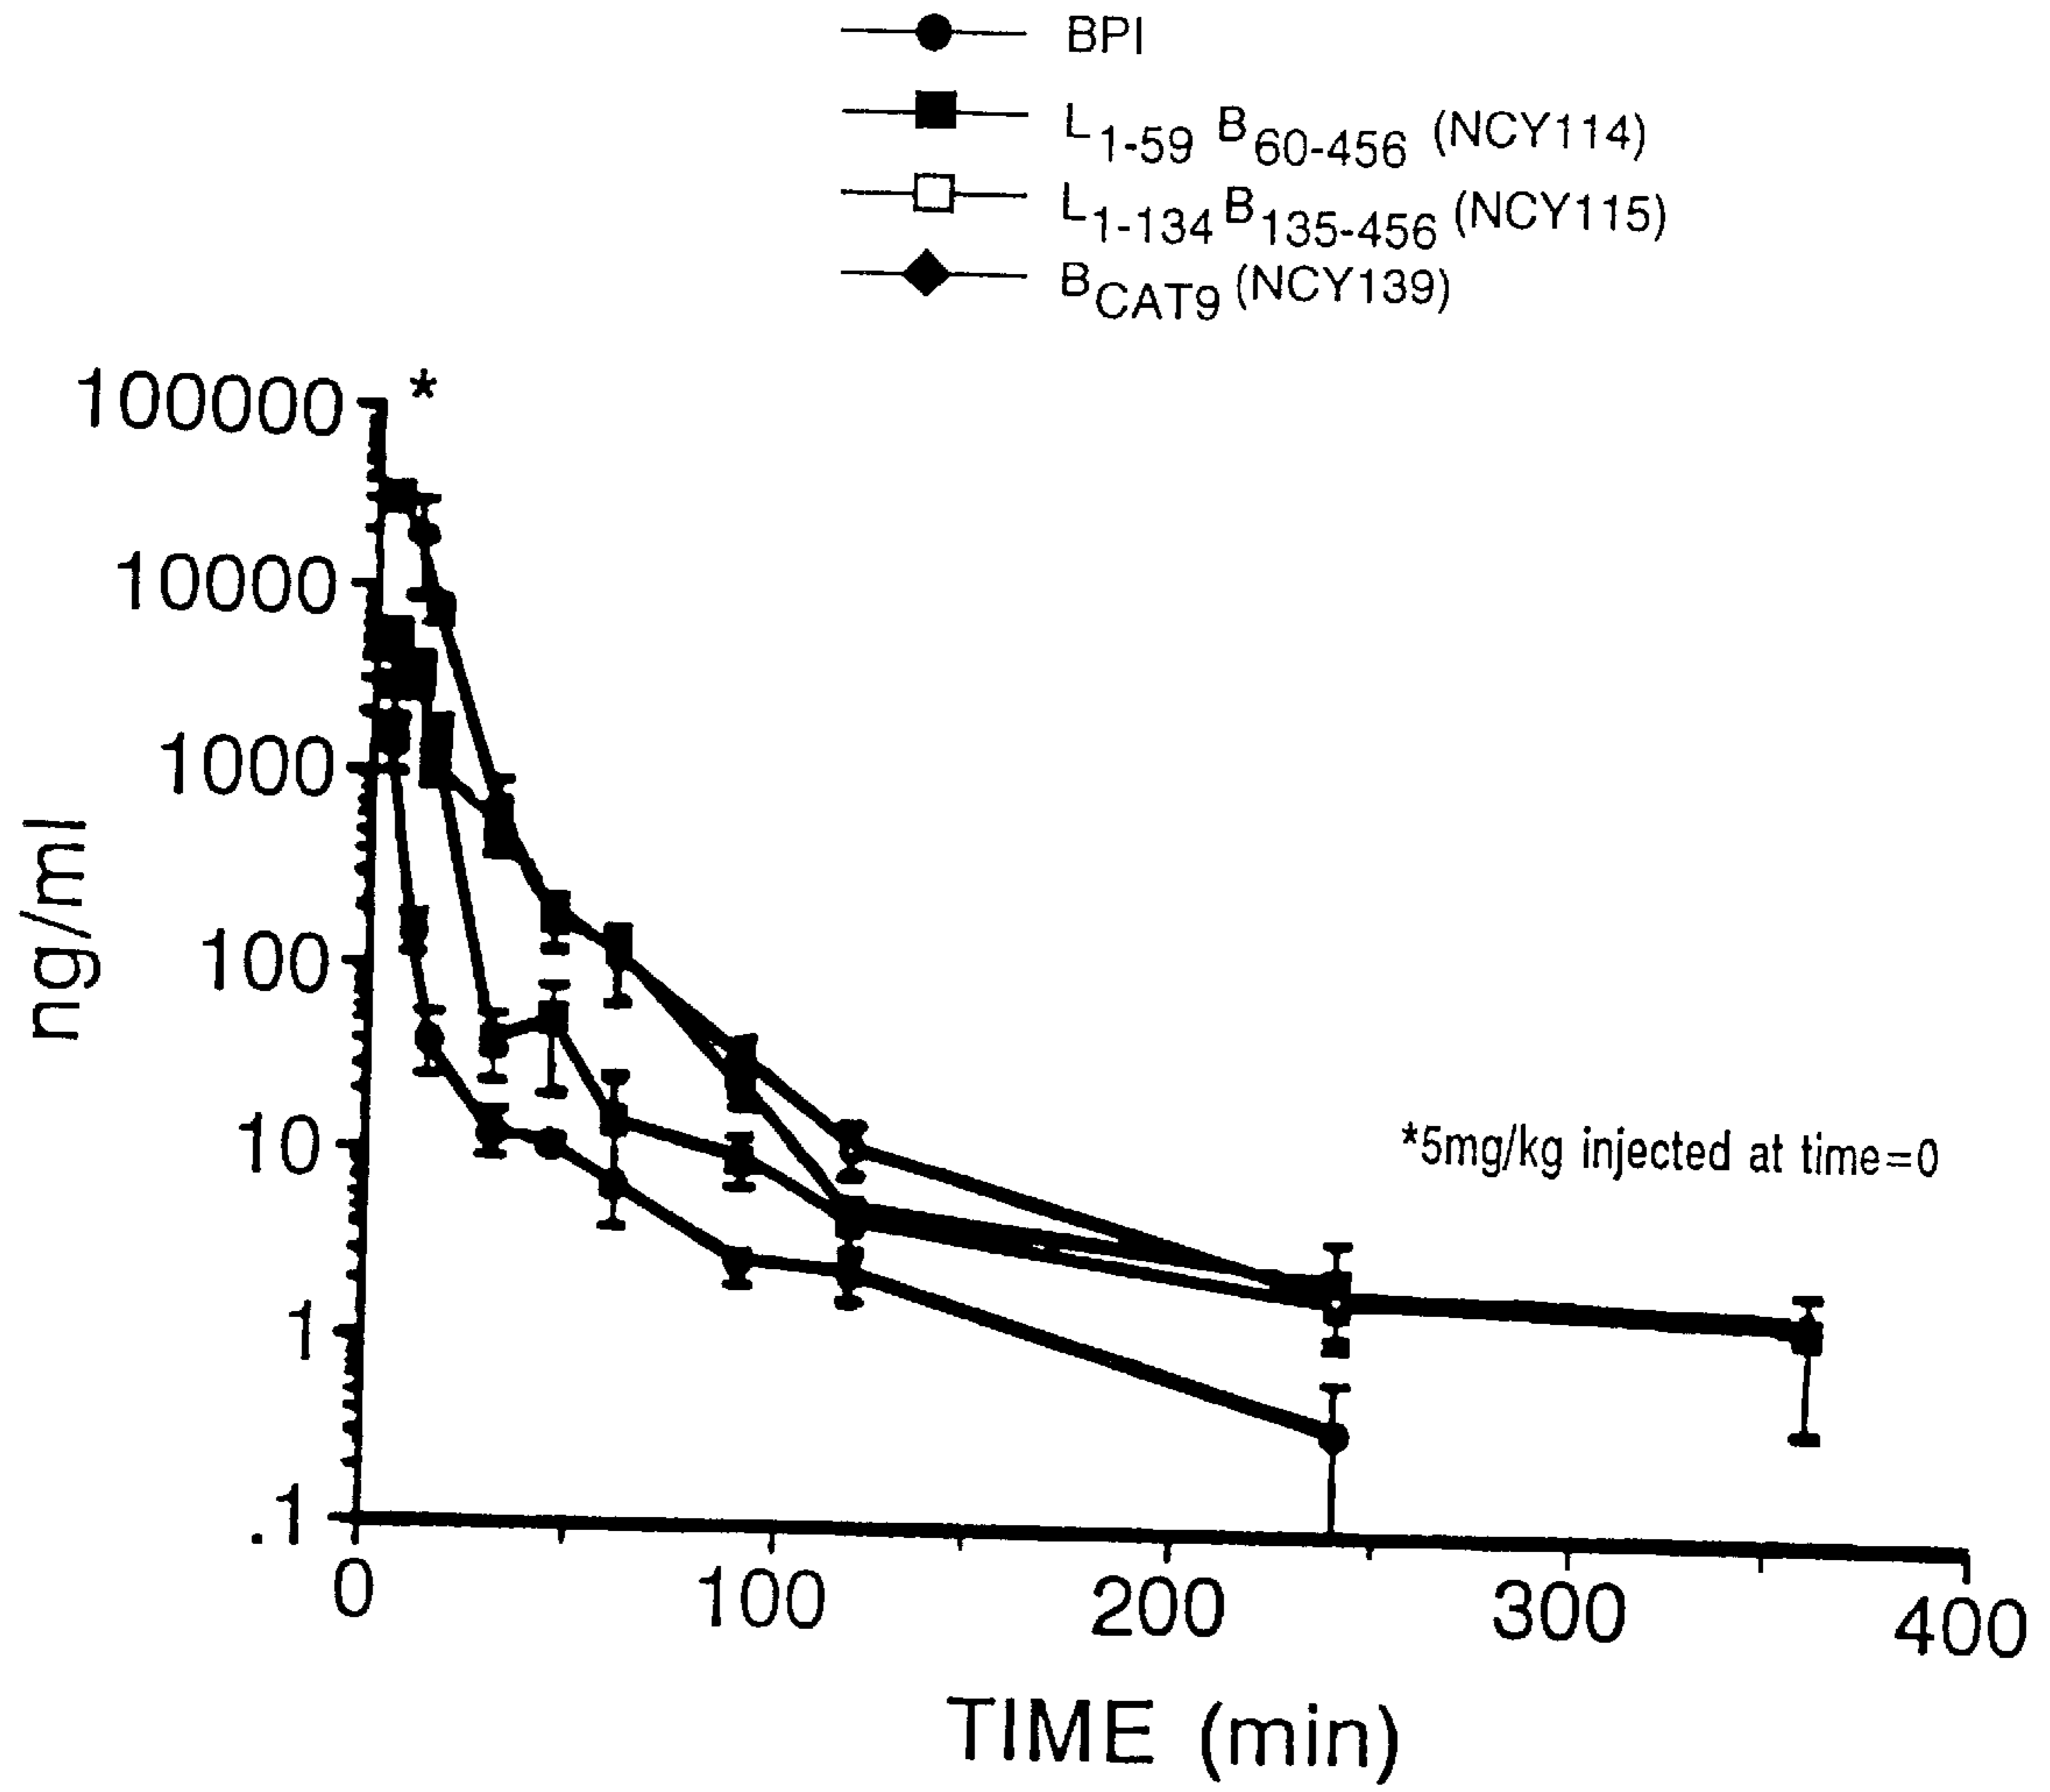 BPI
L1-59 B60-456 (NCY114)
L1-134 B135-456 (NCY115)
BCAT9 (NCY139)
*
100000
10000
1000
100
10
1
.1
ng/ml
*5mg/kg injected at time=0
0 100 200 300 400
TIME (min)